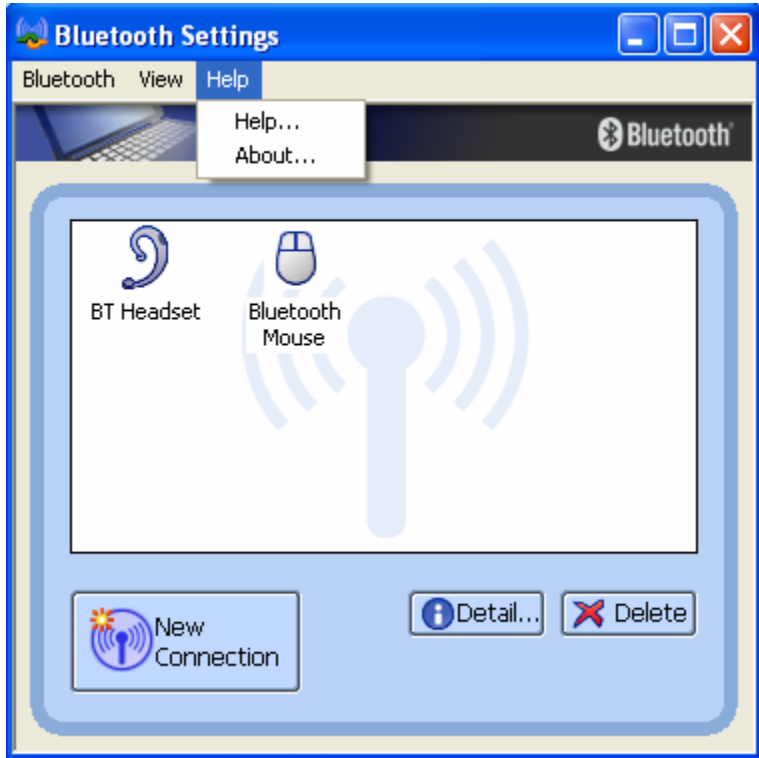 Bluetooth Settings
Bluetooth View Help
Help...
About...
Bluetooth®
BT Headset
Bluetooth
Mouse
New
Connection
Detail...
Delete